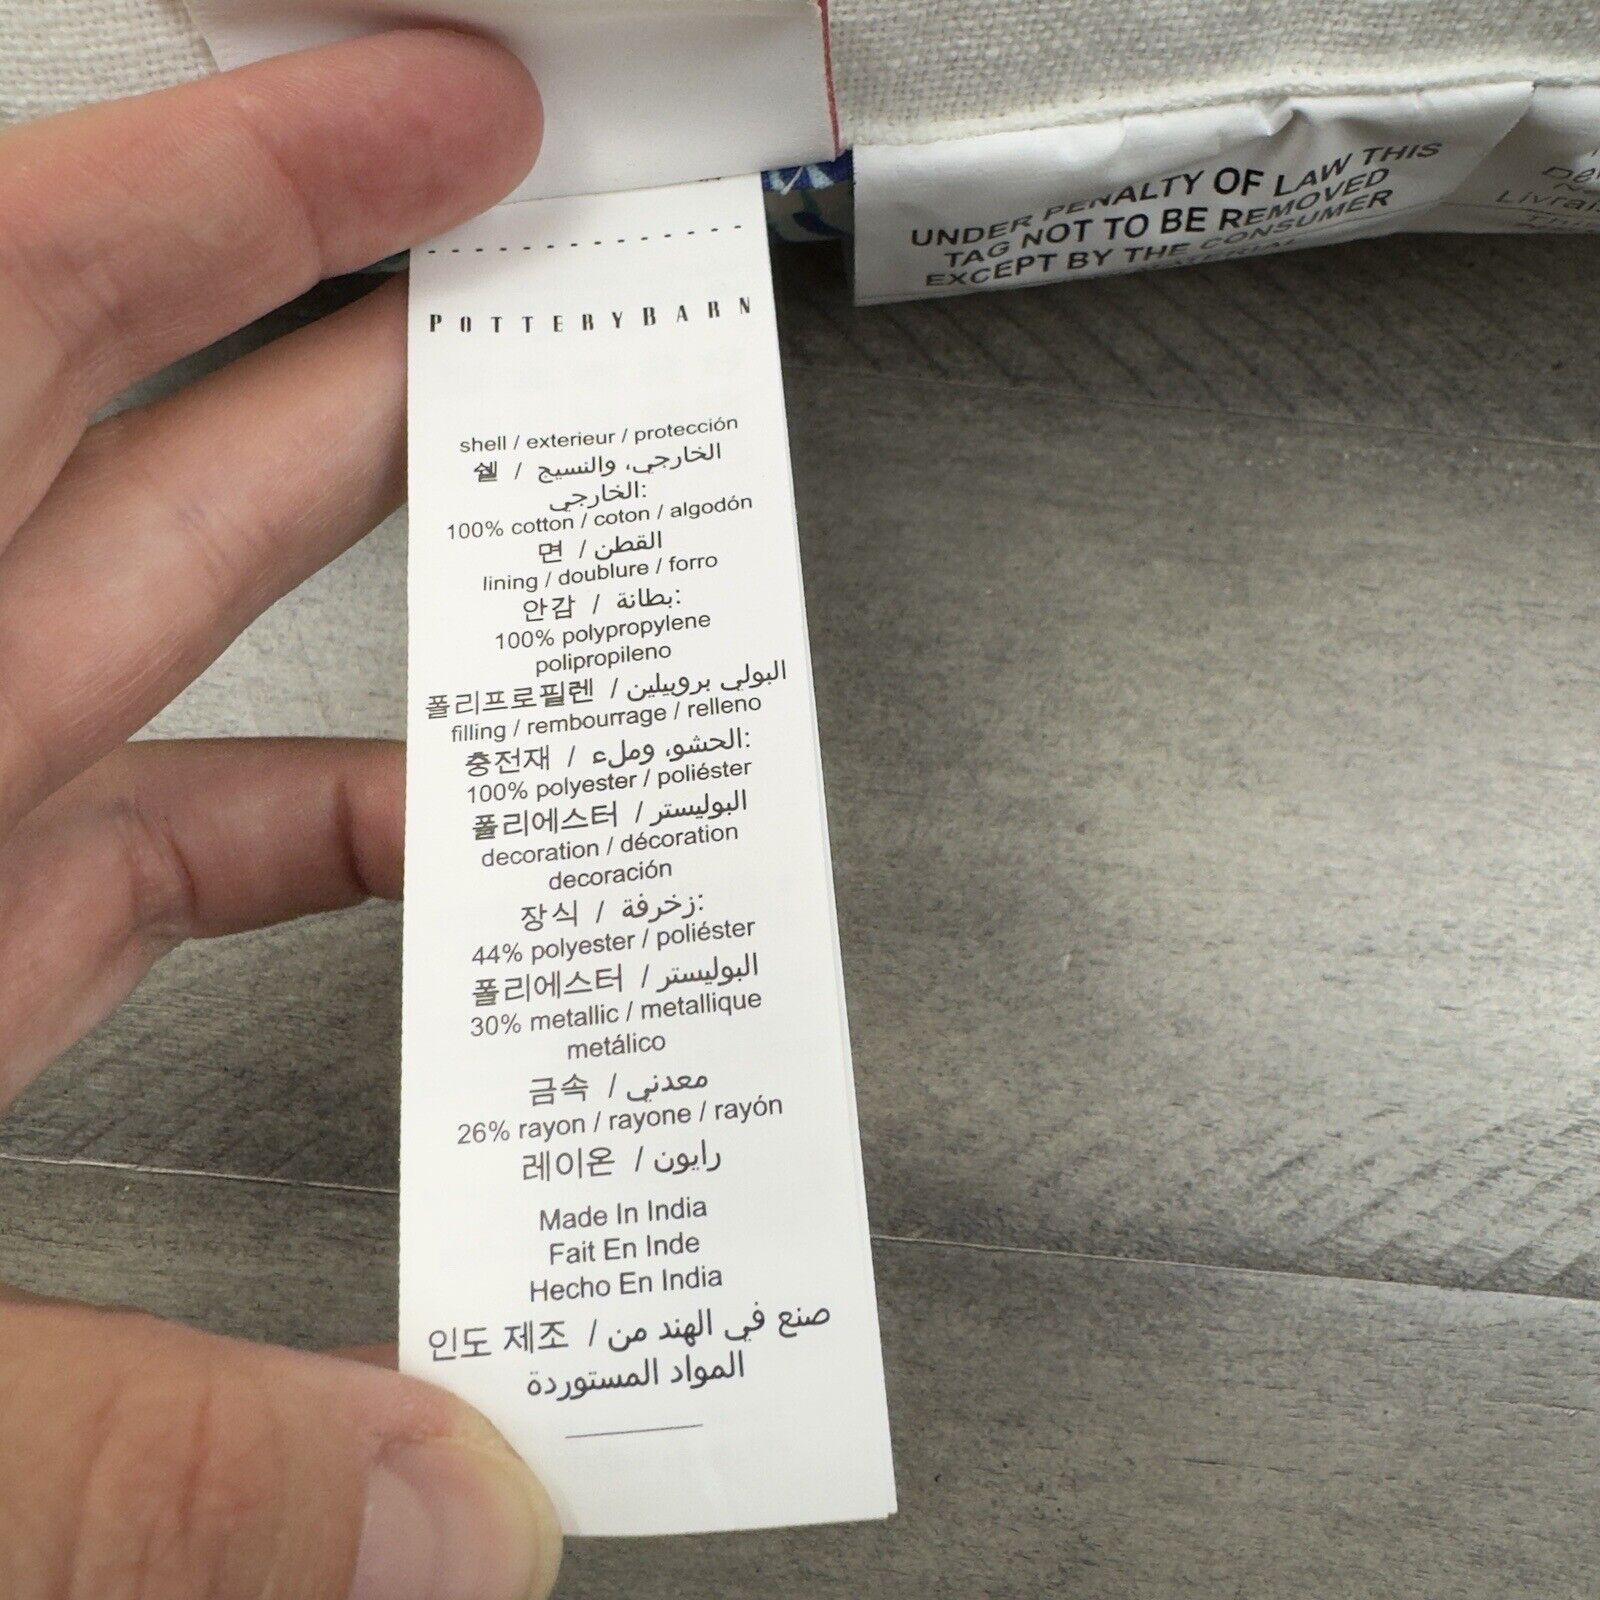 POTTERYBARN
shell / exterieur / protección
쉘 / الخارجي، والنسيج
الخارجي:
100% cotton / coton / algodón
면 / القطن
lining / doublure / forro
안감 / بطانة:
100% polypropylene
polipropileno
폴리프로필렌 / البولي بروبيلين
filling / rembourrage / relleno
충전재 / الحشو، وملء:
100% polyester / poliéster
폴리에스터 / البوليستر
decoration / décoration
decoración
장식 / زخرفة:
44% polyester / poliéster
폴리에스터 / البوليستر
30% metallic / metallique
metálico
금속 / معدني
26% rayon / rayone / rayón
레이온 / رايون
Made In India
Fait En Inde
Hecho En India
인도 제조 / صنع في الهند من
المواد المستوردة
UNDER PENALTY OF LAW THIS
TAG NOT TO BE REMOVED
EXCEPT BY THE CONSUMER